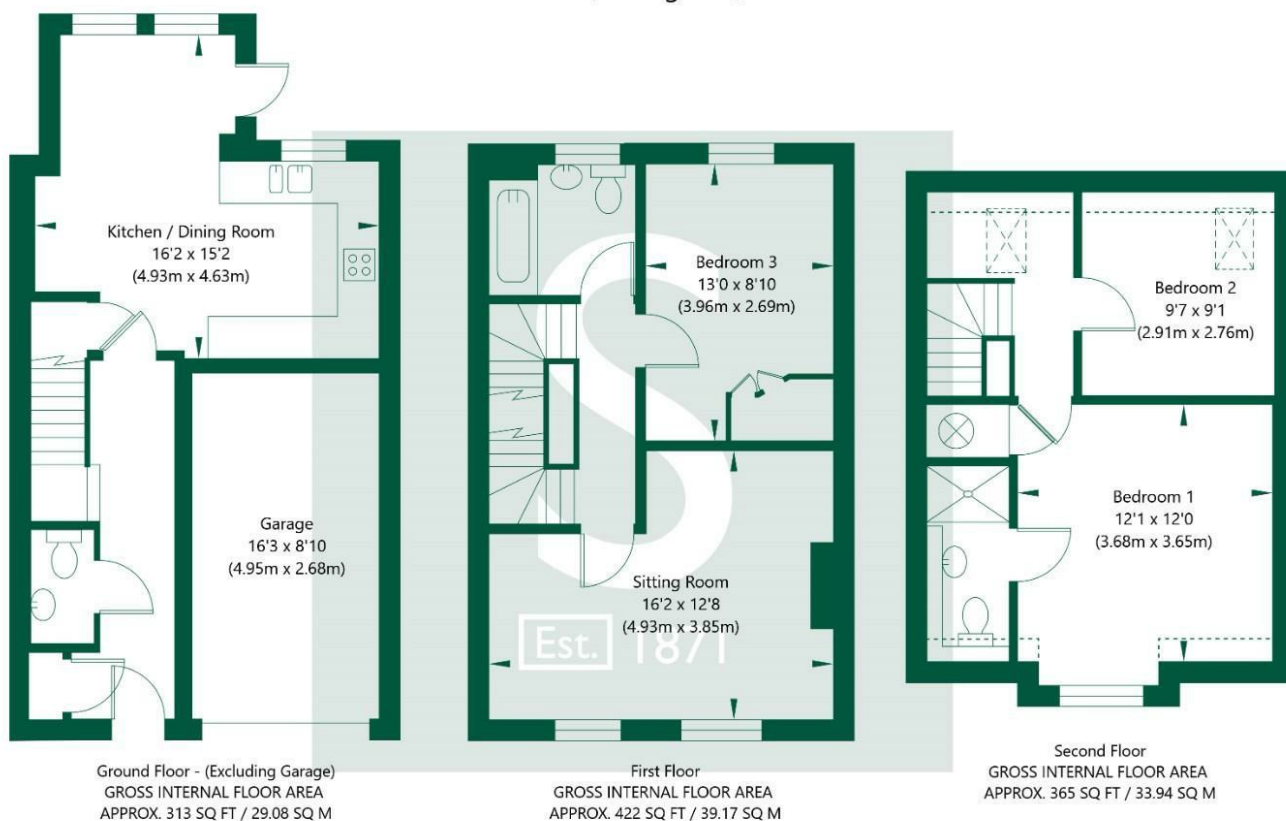 Kitchen / Dining Room
16'2 x 15'2
(4.93m x 4.63m)
Garage
16'3 x 8'10
(4.95m x 2.68m)
Ground Floor - (Excluding Garage)
GROSS INTERNAL FLOOR AREA
APPROX. 313 SQ FT / 29.08 SQ M
Bedroom 3
13'0 x 8'10
(3.96m x 2.69m)
Sitting Room
16'2 x 12'8
(4.93m x 3.85m)
S
Est. 1871
First Floor
GROSS INTERNAL FLOOR AREA
APPROX. 422 SQ FT / 39.17 SQ M
Bedroom 2
9'7 x 9'1
(2.91m x 2.76m)
Bedroom 1
12'1 x 12'0
(3.68m x 3.65m)
Second Floor
GROSS INTERNAL FLOOR AREA
APPROX. 365 SQ FT / 33.94 SQ M